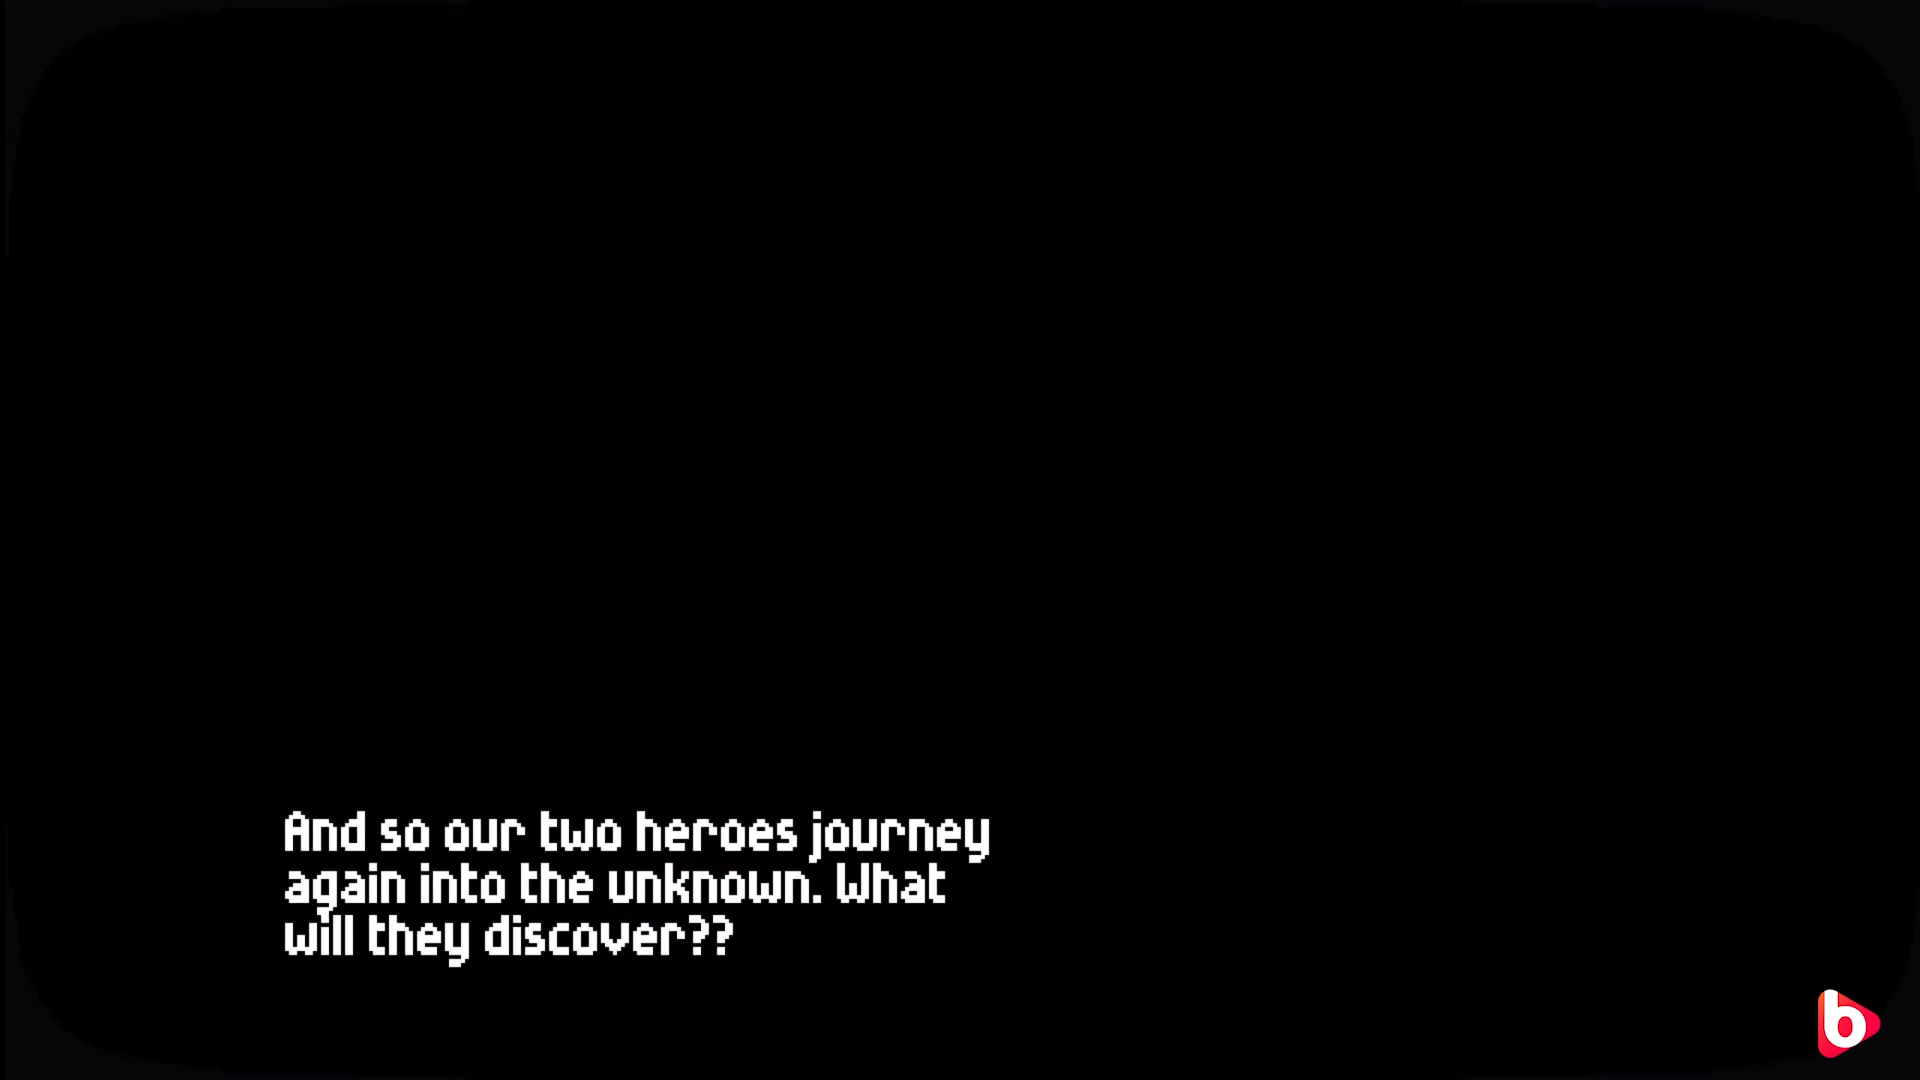 And so our two heroes journey
again into the unknown. What
will they discover??
b